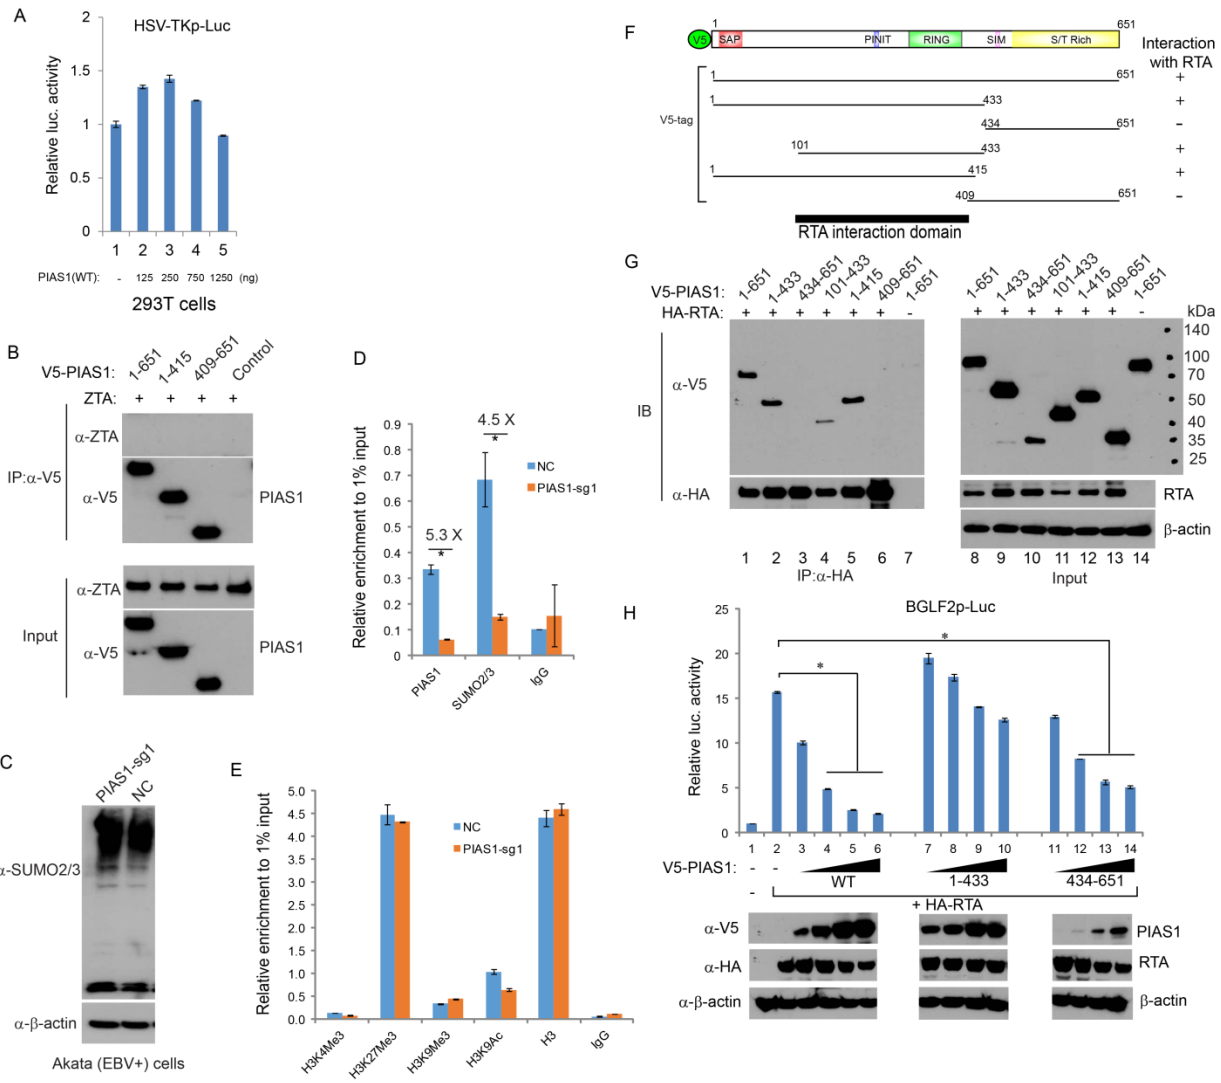 A
HSV-TKp-Luc
Relative luc. activity
2
1.5
1
0.5
0
1 2 3 4 5
PIAS1(WT): - 125 250 750 1250 (ng)
293T cells
B
V5-PIAS1: 1-651 1-415 409-651 Control
ZTA: + + + +
IP:α-V5
α-ZTA
α-V5 PIAS1
Input
α-ZTA
α-V5 PIAS1
C
PIAS1-sg1 NC
α-SUMO2/3
α-β-actin
Akata (EBV+) cells
D
Relative enrichment to 1% input
0.9
0.8
0.7
0.6
0.5
0.4
0.3
0.2
0.1
0
5.3 X
*
4.5 X
*
NC
PIAS1-sg1
PIAS1 SUMO2/3 IgG
E
Relative enrichment to 1% input
5.0
4.5
4.0
3.5
3.0
2.5
2.0
1.5
1.0
0.5
0.0
NC
PIAS1-sg1
H3K4Me3 H3K27Me3 H3K9Me3 H3K9Ac H3 IgG
F
1 651
V5 SAP PINIT RING SIM S/T Rich
Interaction
with RTA
V5-tag
1 651 +
1 433 +
434 651 –
101 433 +
1 415 +
409 651 –
RTA interaction domain
G
V5-PIAS1: 1-651 1-433 434-651 101-433 1-415 409-651 1-651
HA-RTA: + + + + + + -
IB
α-V5
α-HA
1 2 3 4 5 6 7
IP:α-HA
1-651 1-433 434-651 101-433 1-415 409-651 1-651
+ + + + + + -
kDa
140
100
70
50
40
35
25
RTA
β-actin
8 9 10 11 12 13 14
Input
H
BGLF2p-Luc
Relative luc. activity
25
20
15
10
5
0
*
*
1 2 3 4 5 6 7 8 9 10 11 12 13 14
V5-PIAS1: - - WT 1-433 434-651
-
+ HA-RTA
α-V5 PIAS1
α-HA RTA
α-β-actin β-actin